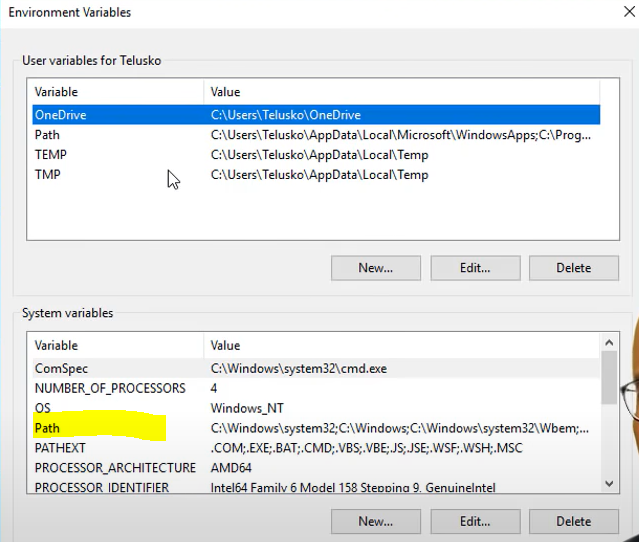 Environment Variables
User variables for Telusko
Variable Value
OneDrive C:\Users\Telusko\OneDrive
Path C:\Users\Telusko\AppData\Local\Microsoft\WindowsApps;C:\Prog...
TEMP C:\Users\Telusko\AppData\Local\Temp
TMP C:\Users\Telusko\AppData\Local\Temp
New... Edit... Delete
System variables
Variable Value
ComSpec C:\Windows\system32\cmd.exe
NUMBER_OF_PROCESSORS 4
OS Windows_NT
Path C:\Windows\system32;C:\Windows;C:\Windows\system32\Wbem;...
PATHEXT .COM;.EXE;.BAT;.CMD;.VBS;.VBE;.JS;.JSE;.WSF;.WSH;.MSC
PROCESSOR_ARCHITECTURE AMD64
PROCESSOR_IDENTIFIER Intel64 Family 6 Model 158 Stepping 9, GenuineIntel
New... Edit... Delete